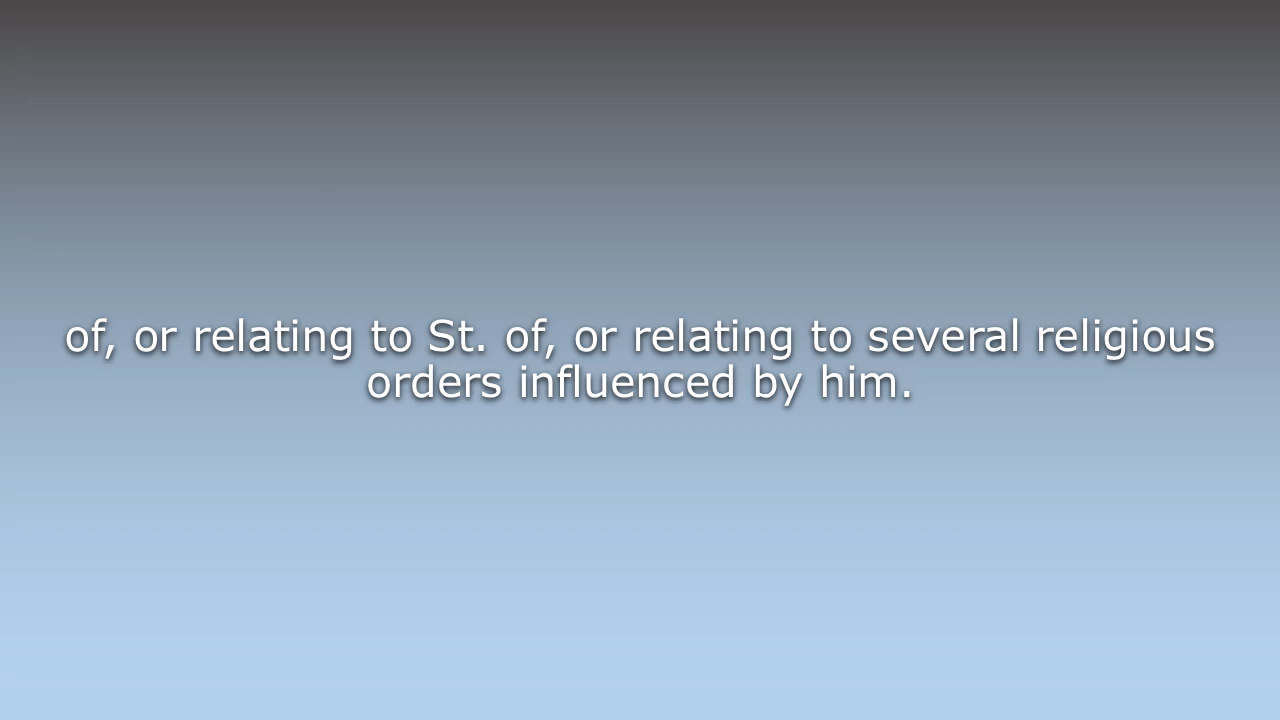 of, or relating to St. of, or relating to several religious
orders influenced by him.